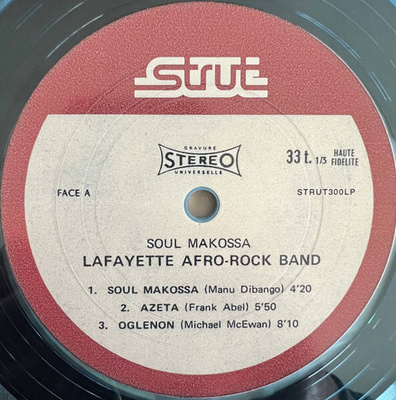 Strut
GRAVURE
STEREO
UNIVERSELLE
33 t. 1/3 HAUTE FIDELITE
FACE A
STRUT300LP
SOUL MAKOSSA
LAFAYETTE AFRO-ROCK BAND
1. SOUL MAKOSSA (Manu Dibango) 4'20
2. AZETA (Frank Abel) 5'50
3. OGLENON (Michael McEwan) 8'10